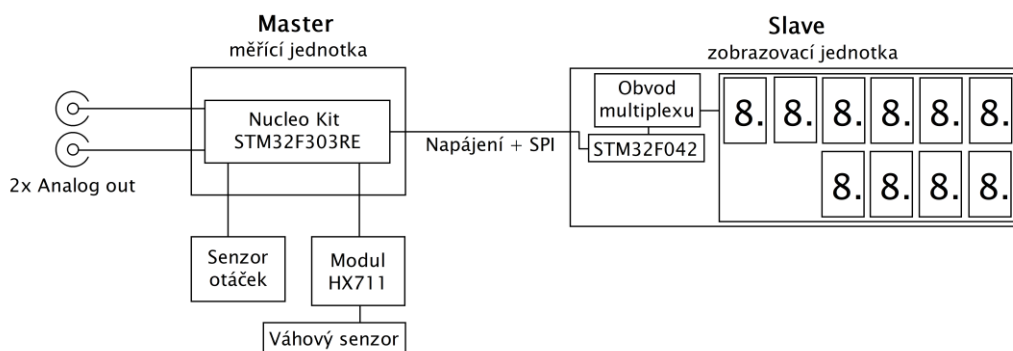 Master
měřící jednotka
Nucleo Kit
STM32F303RE
2x Analog out
Senzor
otáček
Modul
HX711
Váhový senzor
Napájení + SPI
Slave
zobrazovací jednotka
Obvod
multiplexu
STM32F042
8. 8. 8. 8. 8. 8.
8. 8. 8. 8.